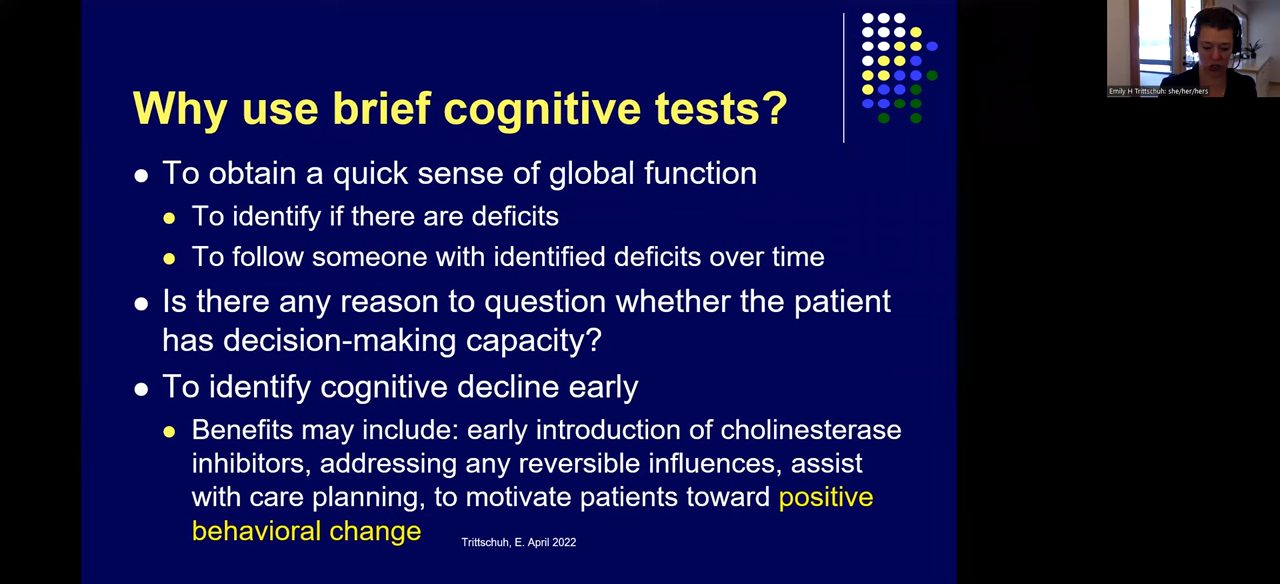 Why use brief cognitive tests?
To obtain a quick sense of global function
To identify if there are deficits
To follow someone with identified deficits over time
Is there any reason to question whether the patient
has decision-making capacity?
To identify cognitive decline early
Benefits may include: early introduction of cholinesterase
inhibitors, addressing any reversible influences, assist
with care planning, to motivate patients toward positive
behavioral change
Trittschuh, E. April 2022
Emily H Trittschuh: she/her/hers